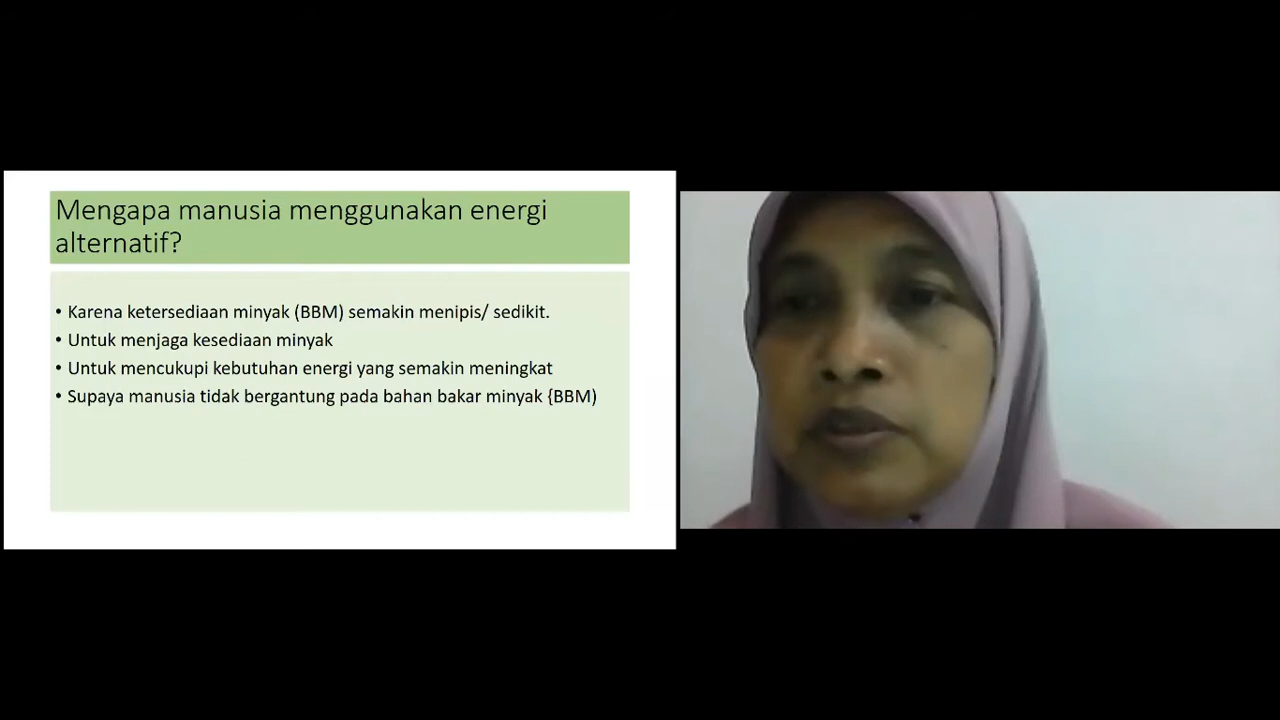 Mengapa manusia menggunakan energi
alternatif?
• Karena ketersediaan minyak (BBM) semakin menipis/ sedikit.
• Untuk menjaga kesediaan minyak
• Untuk mencukupi kebutuhan energi yang semakin meningkat
• Supaya manusia tidak bergantung pada bahan bakar minyak {BBM)